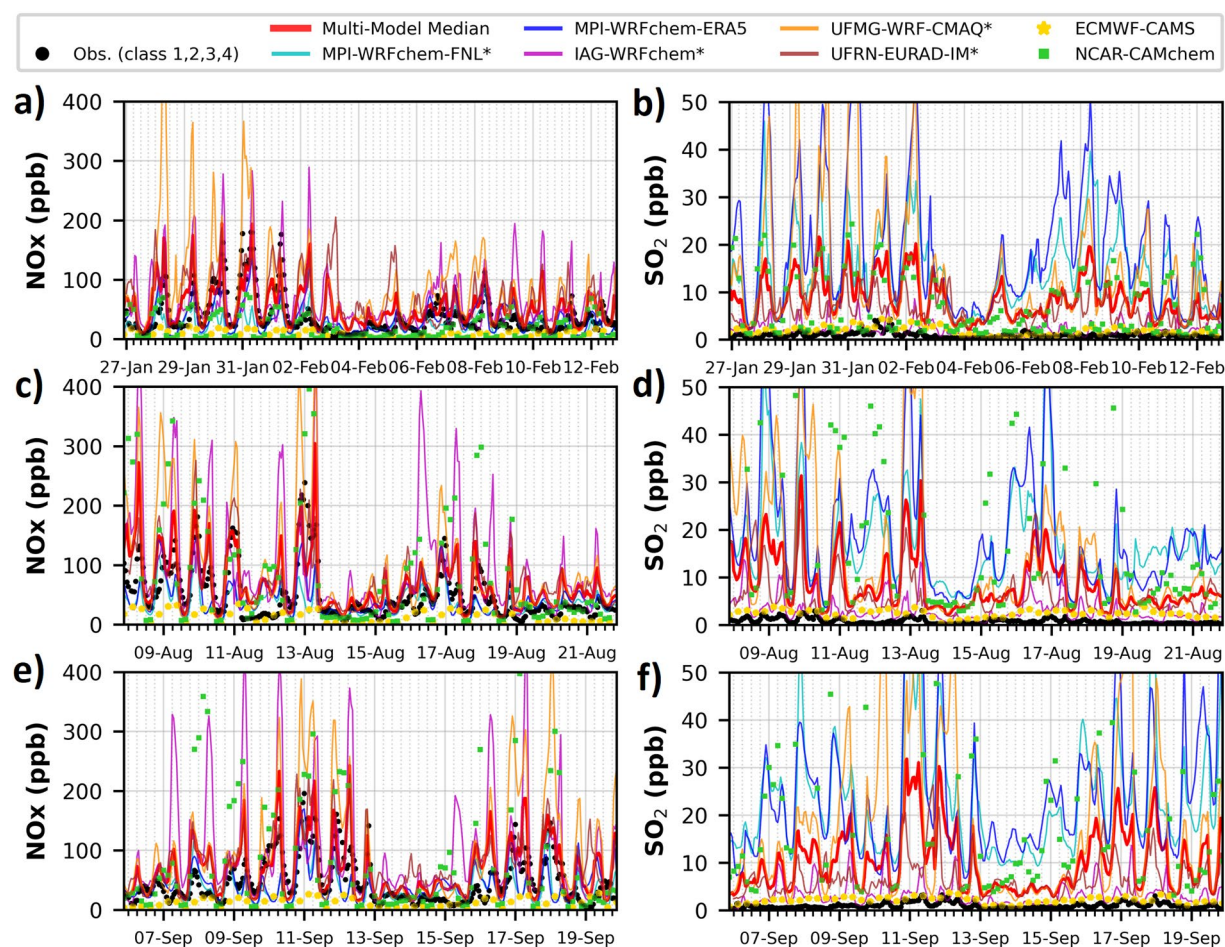 Multi-Model Median MPI-WRFchem-ERA5 UFMG-WRF-CMAQ* ECMWF-CAMS
Obs. (class 1,2,3,4) MPI-WRFchem-FNL* IAG-WRFchem* UFRN-EURAD-IM* NCAR-CAMchem
a)
NOx (ppb)
400
300
200
100
0
27-Jan 29-Jan 31-Jan 02-Feb 04-Feb 06-Feb 08-Feb 10-Feb 12-Feb
b)
SO₂ (ppb)
50
40
30
20
10
0
27-Jan 29-Jan 31-Jan 02-Feb 04-Feb 06-Feb 08-Feb 10-Feb 12-Feb
c)
NOx (ppb)
400
300
200
100
0
09-Aug 11-Aug 13-Aug 15-Aug 17-Aug 19-Aug 21-Aug
d)
SO₂ (ppb)
50
40
30
20
10
0
09-Aug 11-Aug 13-Aug 15-Aug 17-Aug 19-Aug 21-Aug
e)
NOx (ppb)
400
300
200
100
0
07-Sep 09-Sep 11-Sep 13-Sep 15-Sep 17-Sep 19-Sep
f)
SO₂ (ppb)
50
40
30
20
10
0
07-Sep 09-Sep 11-Sep 13-Sep 15-Sep 17-Sep 19-Sep